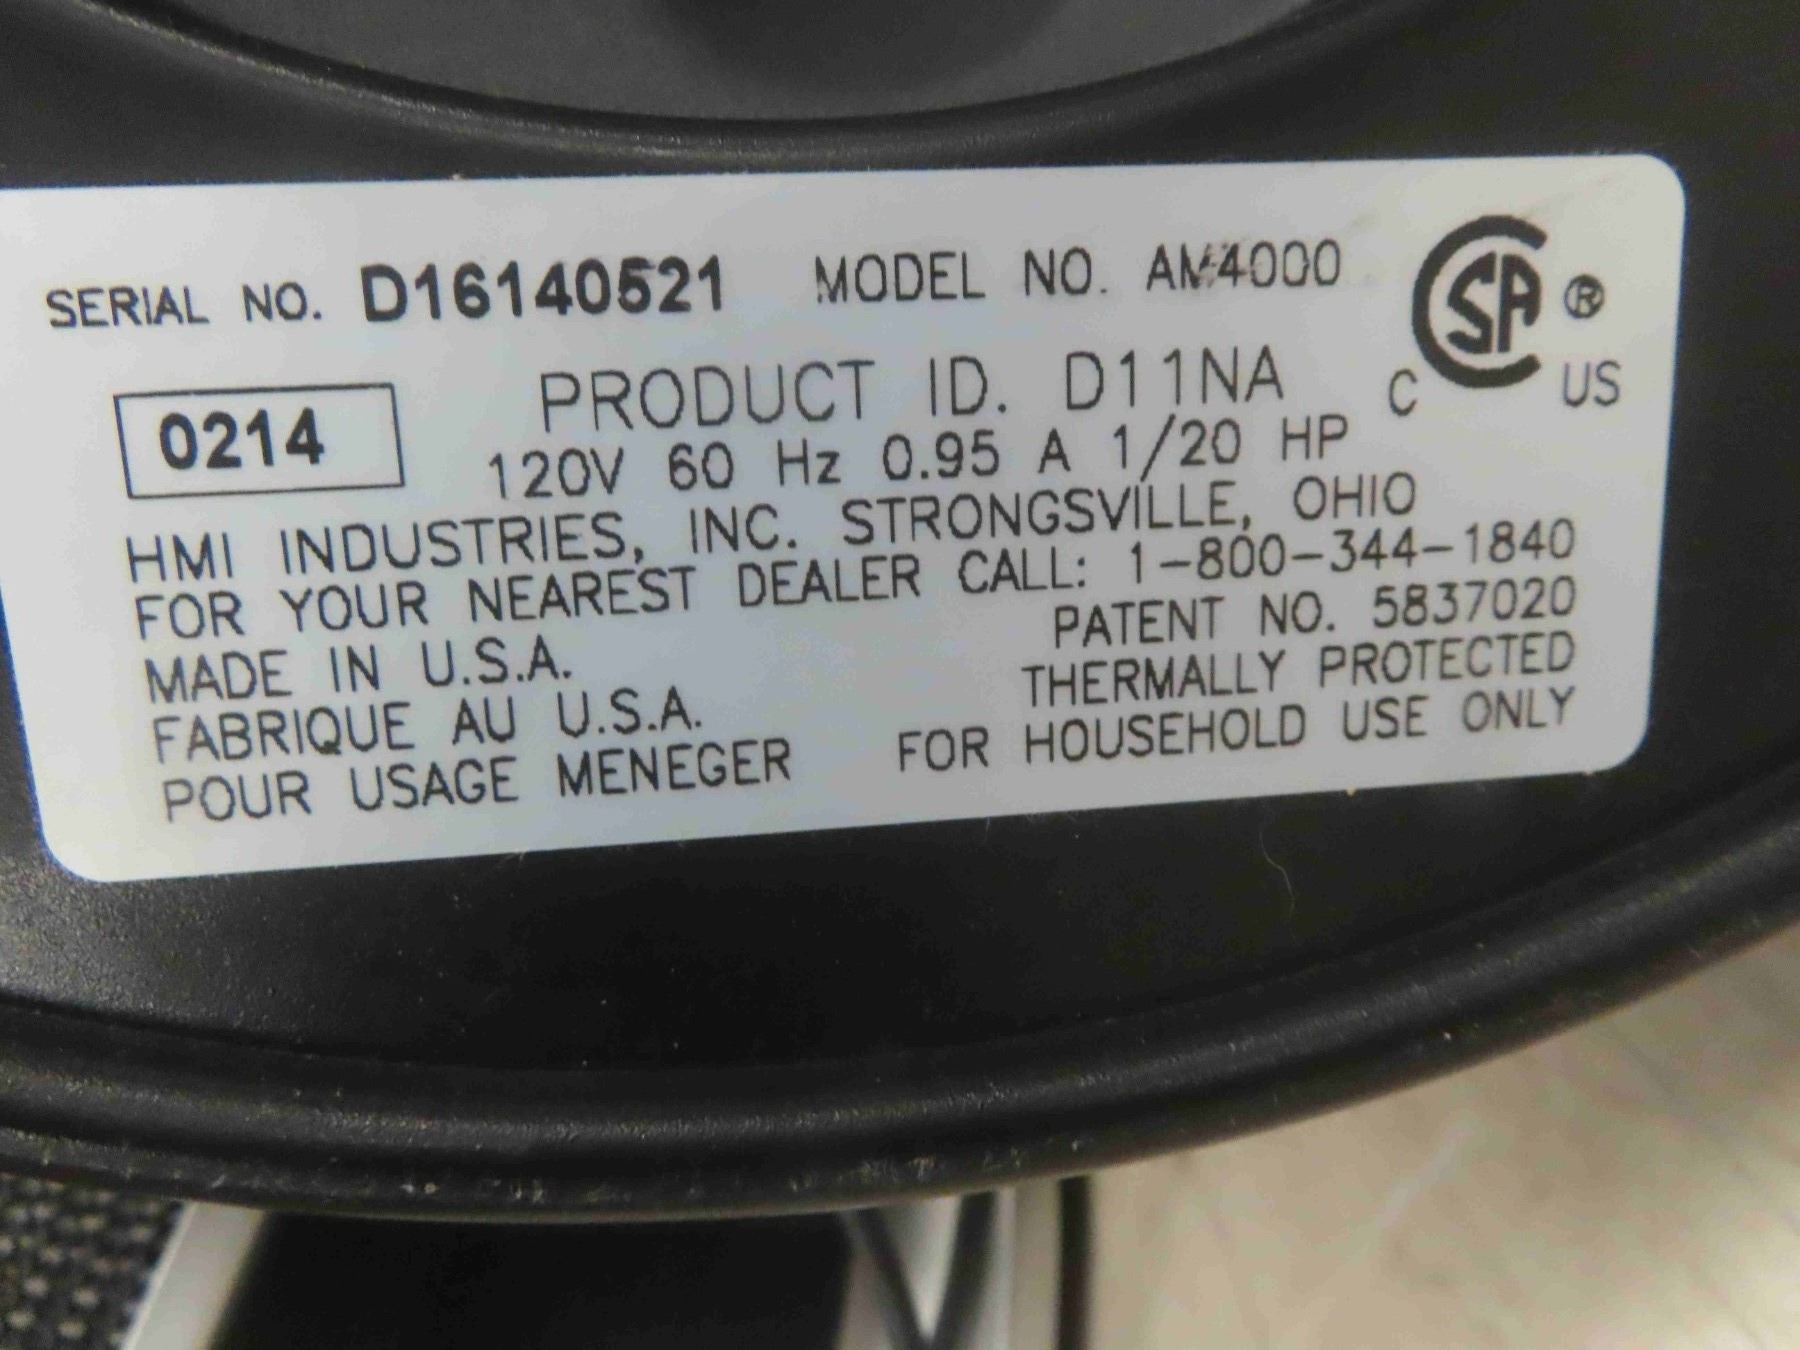 SERIAL NO. D16140521 MODEL NO. AM4000
CSA ®
C US
0214
PRODUCT ID. D11NA
120V 60 Hz 0.95 A 1/20 HP
HMI INDUSTRIES, INC. STRONGSVILLE, OHIO
FOR YOUR NEAREST DEALER CALL: 1-800-344-1840
MADE IN U.S.A. PATENT NO. 5837020
FABRIQUE AU U.S.A. THERMALLY PROTECTED
POUR USAGE MENEGER FOR HOUSEHOLD USE ONLY